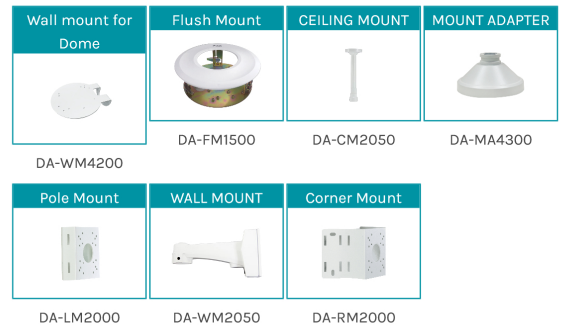 Wall mount for
Dome
Flush Mount
CEILING MOUNT
MOUNT ADAPTER
DA-FM1500
DA-CM2050
DA-MA4300
DA-WM4200
Pole Mount
WALL MOUNT
Corner Mount
DA-LM2000
DA-WM2050
DA-RM2000